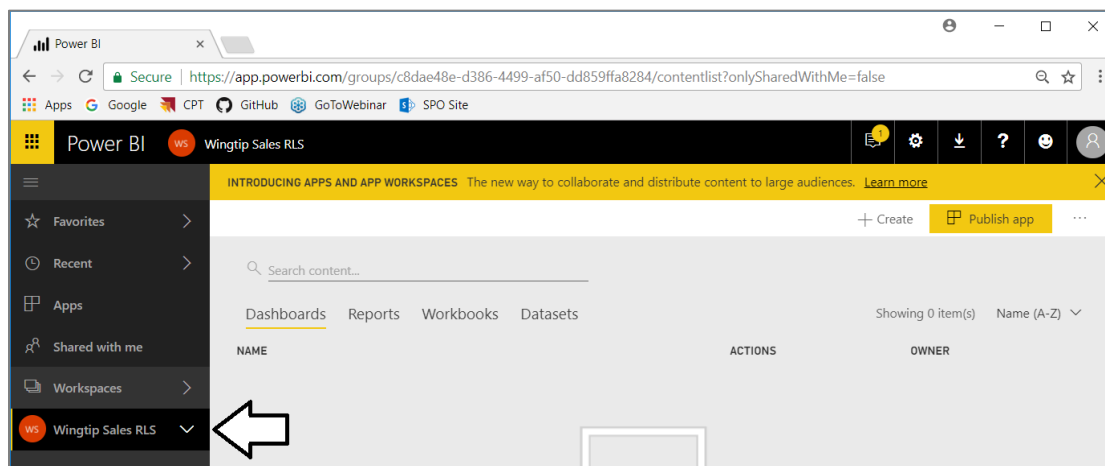 Power BI
Secure | https://app.powerbi.com/groups/c8dae48e-d386-4499-af50-dd859ffa8284/contentlist?onlySharedWithMe=false
Apps G Google CPT GitHub GoToWebinar SPO Site
Power BI WS Wingtip Sales RLS 1 ?
INTRODUCING APPS AND APP WORKSPACES The new way to collaborate and distribute content to large audiences. Learn more
Favorites
+ Create Publish app ...
Recent
Search content...
Apps
Dashboards Reports Workbooks Datasets Showing 0 item(s) Name (A-Z)
Shared with me
NAME ACTIONS OWNER
Workspaces
WS Wingtip Sales RLS